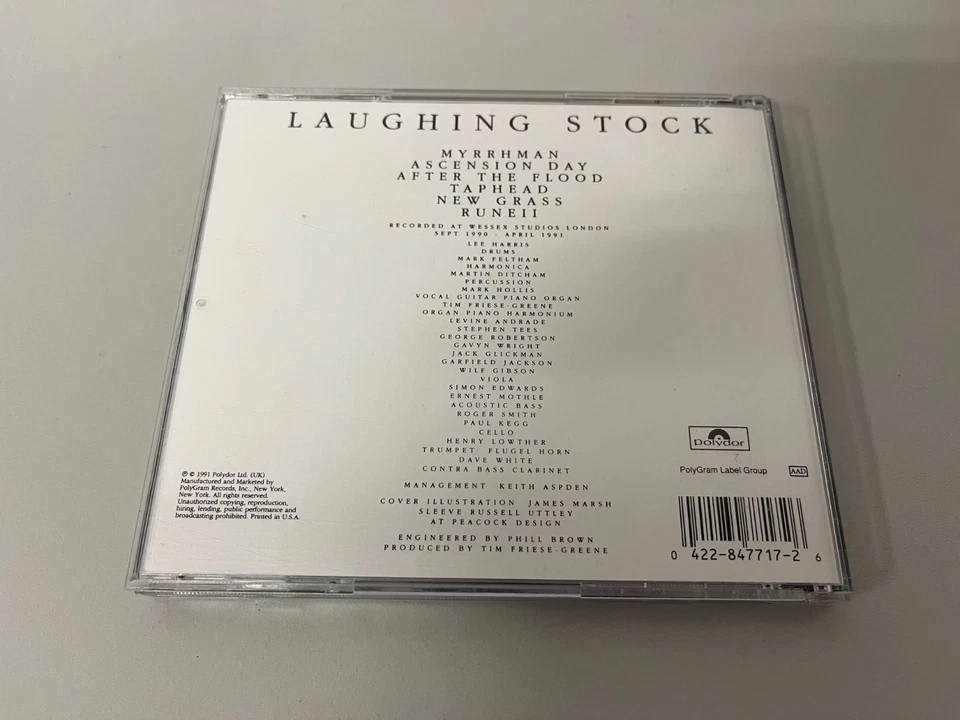 LAUGHING STOCK
MYRRHMAN
ASCENSION DAY
AFTER THE FLOOD
TAPHEAD
NEW GRASS
RUNEII
RECORDED AT WESSEX STUDIOS LONDON
SEPT 1990 - APRIL 1991
LEE HARRIS
DRUMS
MARK FELTHAM
HARMONICA
MARTIN DITCHAM
PERCUSSION
MARK HOLLIS
VOCAL GUITAR PIANO ORGAN
TIM FRIESE-GREENE
ORGAN PIANO HARMONIUM
LEVINE ANDRADE
STEPHEN TEES
GEORGE ROBERTSON
GAVYN WRIGHT
JACK GLICKMAN
GARFIELD JACKSON
WILF GIBSON
VIOLA
SIMON EDWARDS
ERNEST MOTHLE
ACOUSTIC BASS
ROGER SMITH
PAUL KEGG
CELLO
HENRY LOWTHER
TRUMPET: FLUGEL HORN
DAVE WHITE
CONTRA BASS CLARINET
MANAGEMENT KEITH ASPDEN
COVER ILLUSTRATION JAMES MARSH
SLEEVE RUSSELL UTTLEY
AT PEACOCK DESIGN
ENGINEERED BY PHILL BROWN
PRODUCED BY TIM FRIESE-GREENE
℗ © 1991 Polydor Ltd. (UK)
Manufactured and Marketed by
PolyGram Records, Inc., New York,
New York. All rights reserved.
Unauthorized copying, reproduction,
hiring, lending, public performance and
broadcasting prohibited. Printed in U.S.A.
polydor
PolyGram Label Group
AAD
0 422-847717-2 6